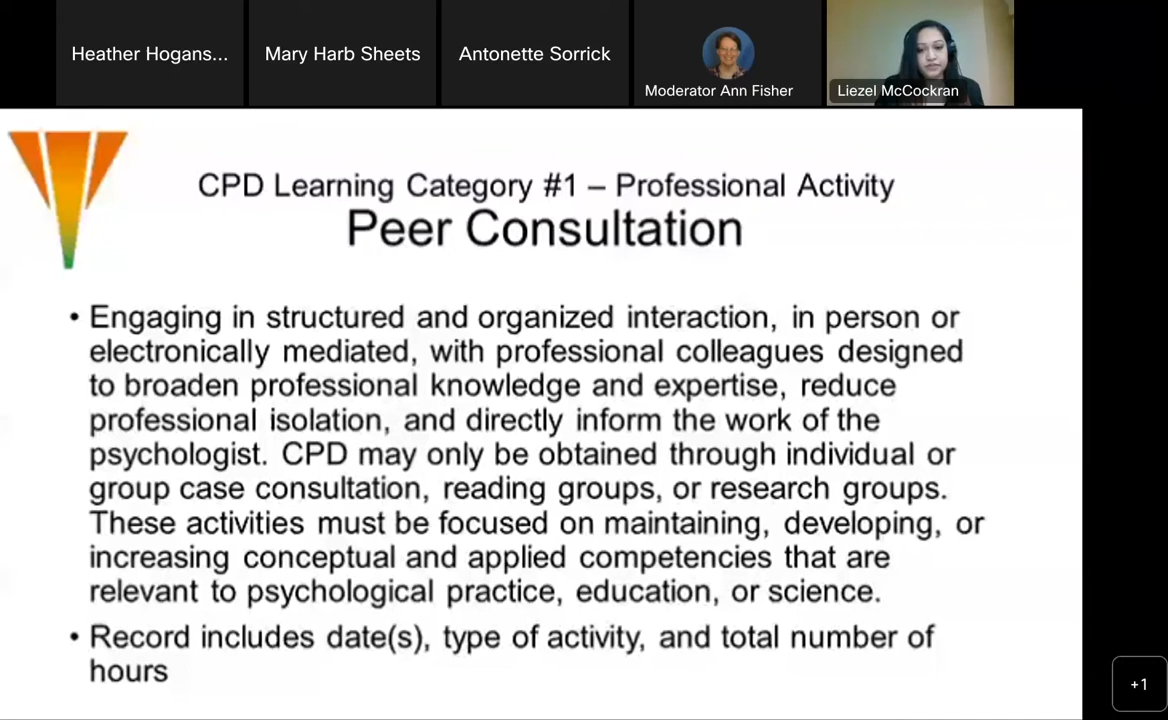 Heather Hogans...
Mary Harb Sheets
Antonette Sorrick
Moderator Ann Fisher
Liezel McCockran
CPD Learning Category #1 – Professional Activity
Peer Consultation
• Engaging in structured and organized interaction, in person or
electronically mediated, with professional colleagues designed
to broaden professional knowledge and expertise, reduce
professional isolation, and directly inform the work of the
psychologist. CPD may only be obtained through individual or
group case consultation, reading groups, or research groups.
These activities must be focused on maintaining, developing, or
increasing conceptual and applied competencies that are
relevant to psychological practice, education, or science.
• Record includes date(s), type of activity, and total number of
hours
+1